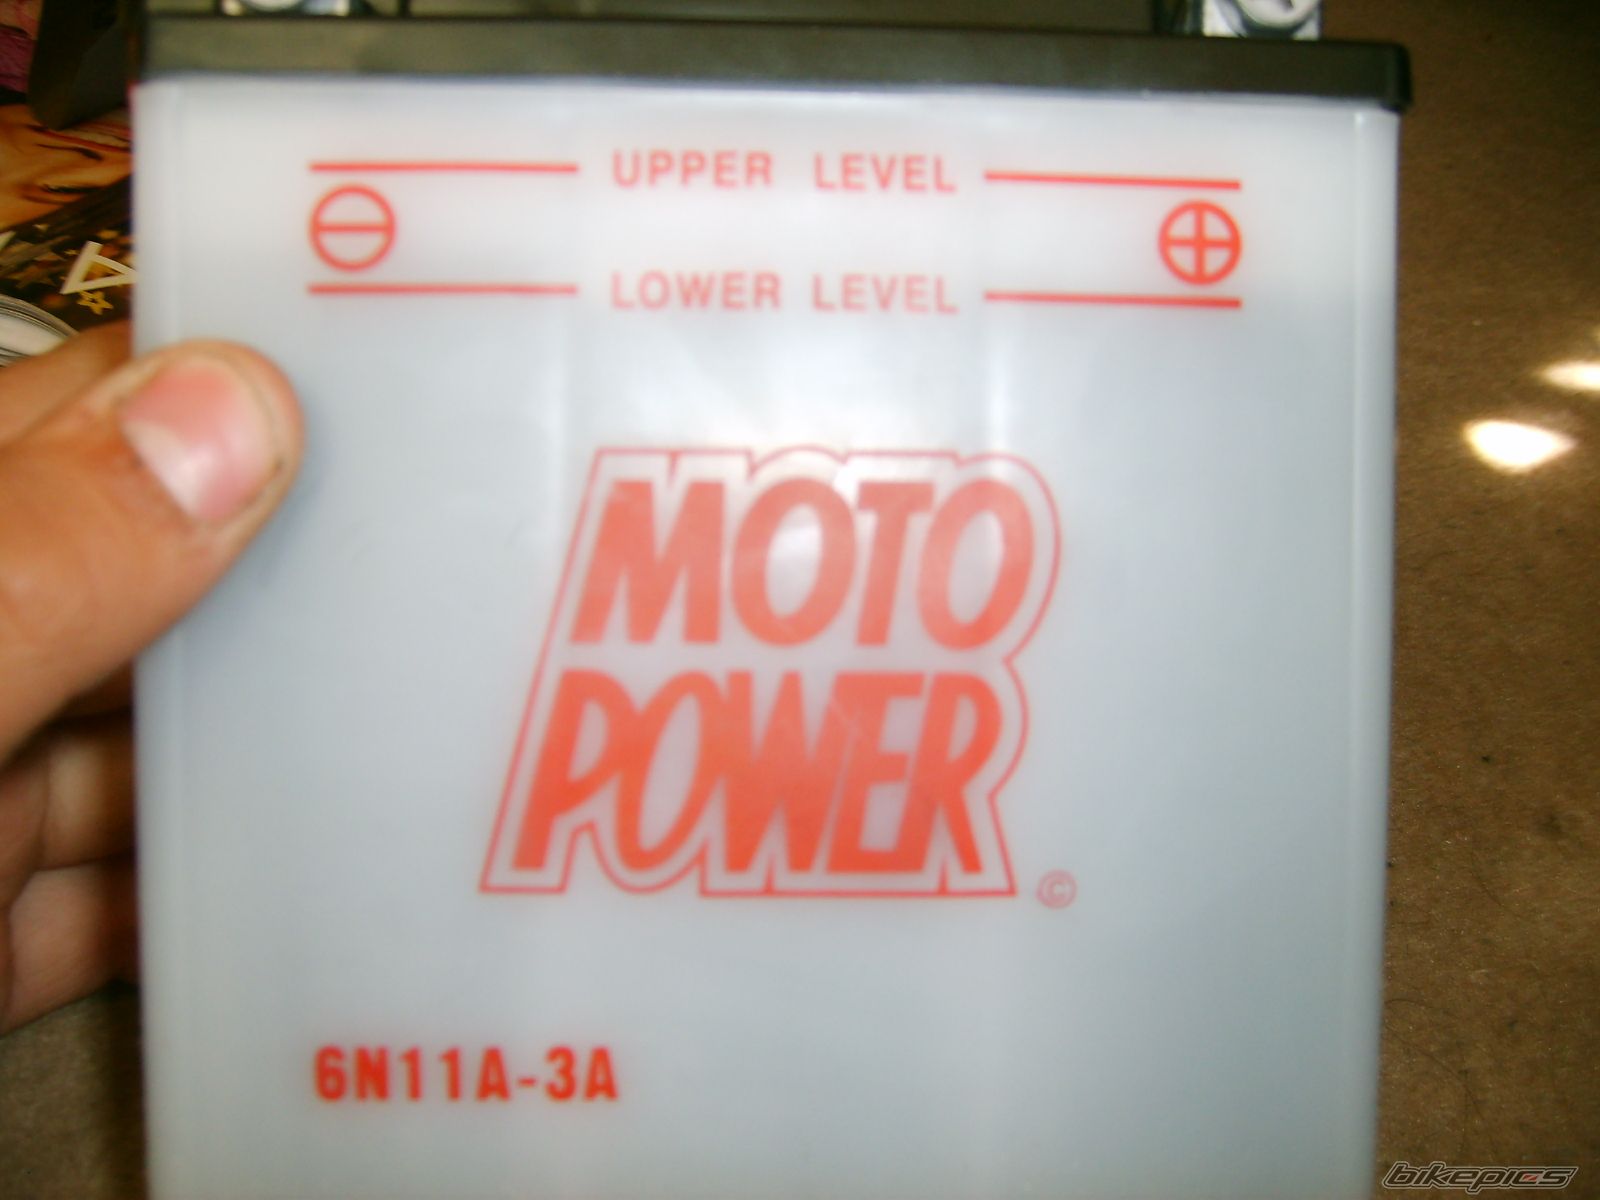 UPPER LEVEL
LOWER LEVEL
MOTO
POWER
©
6N11A-3A
bikepics